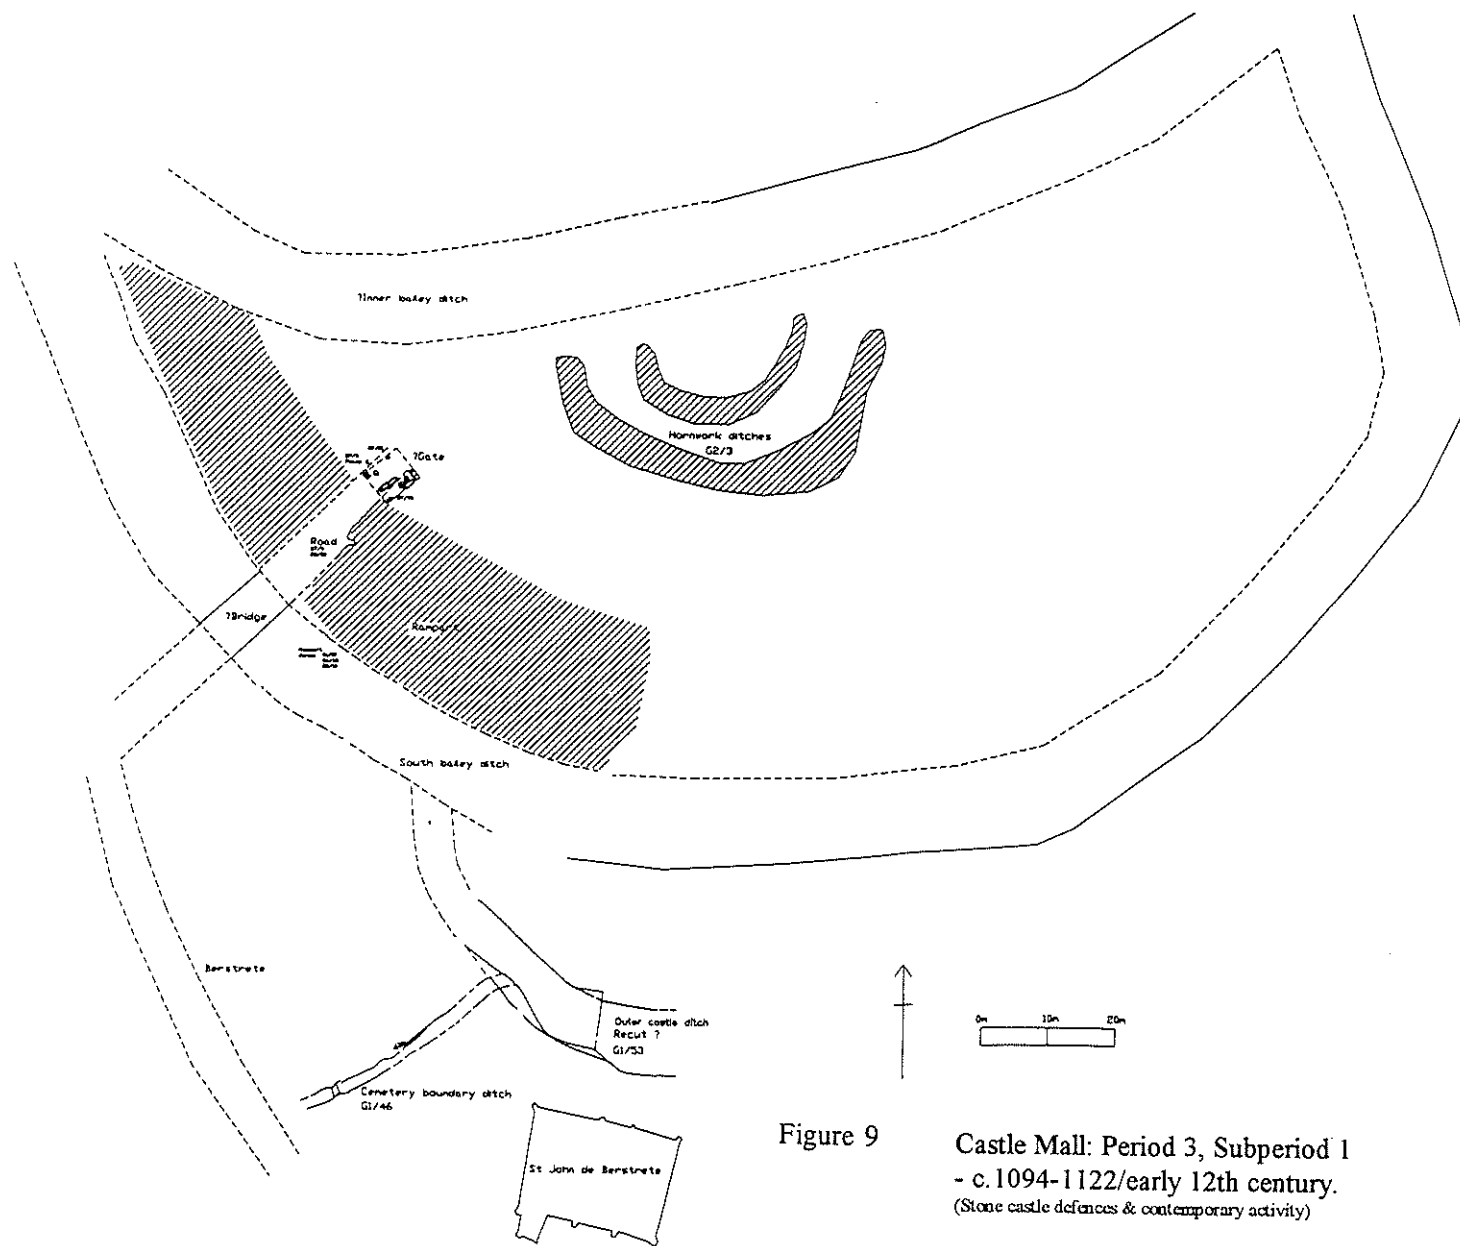 ?Inner bailey ditch
Hornwork ditches
G2/3
?Gate
Road
?Bridge
Rampart
South bailey ditch
Berstrete
Outer castle ditch
Recut ?
G1/53
Cemetery boundary ditch
G1/46
St John de Berstrete
0m 10m 20m
Figure 9
Castle Mall: Period 3, Subperiod 1
- c.1094-1122/early 12th century.
(Stone castle defences & contemporary activity)